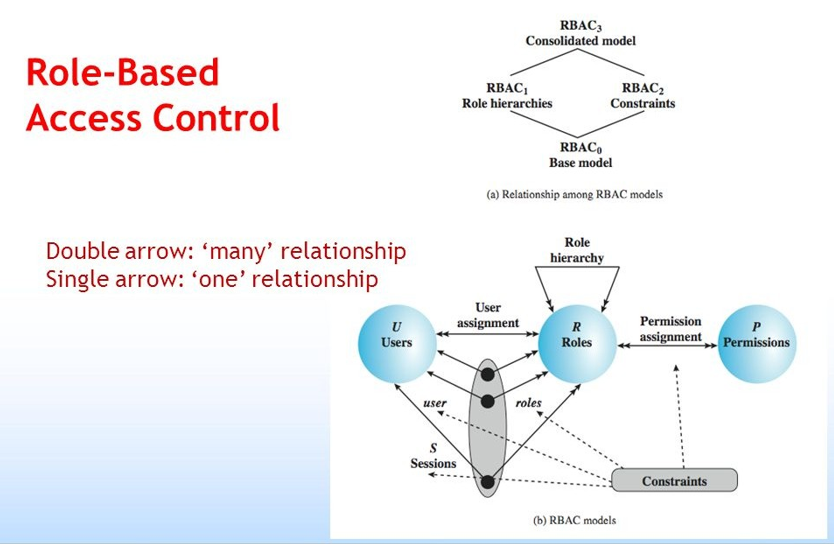 Role-Based
Access Control
RBAC₃
Consolidated model
RBAC₁
Role hierarchies
RBAC₂
Constraints
RBAC₀
Base model
(a) Relationship among RBAC models
Double arrow: ‘many’ relationship
Single arrow: ‘one’ relationship
Role
hierarchy
User
assignment
Permission
assignment
U
Users
R
Roles
P
Permissions
user
roles
S
Sessions
Constraints
(b) RBAC models